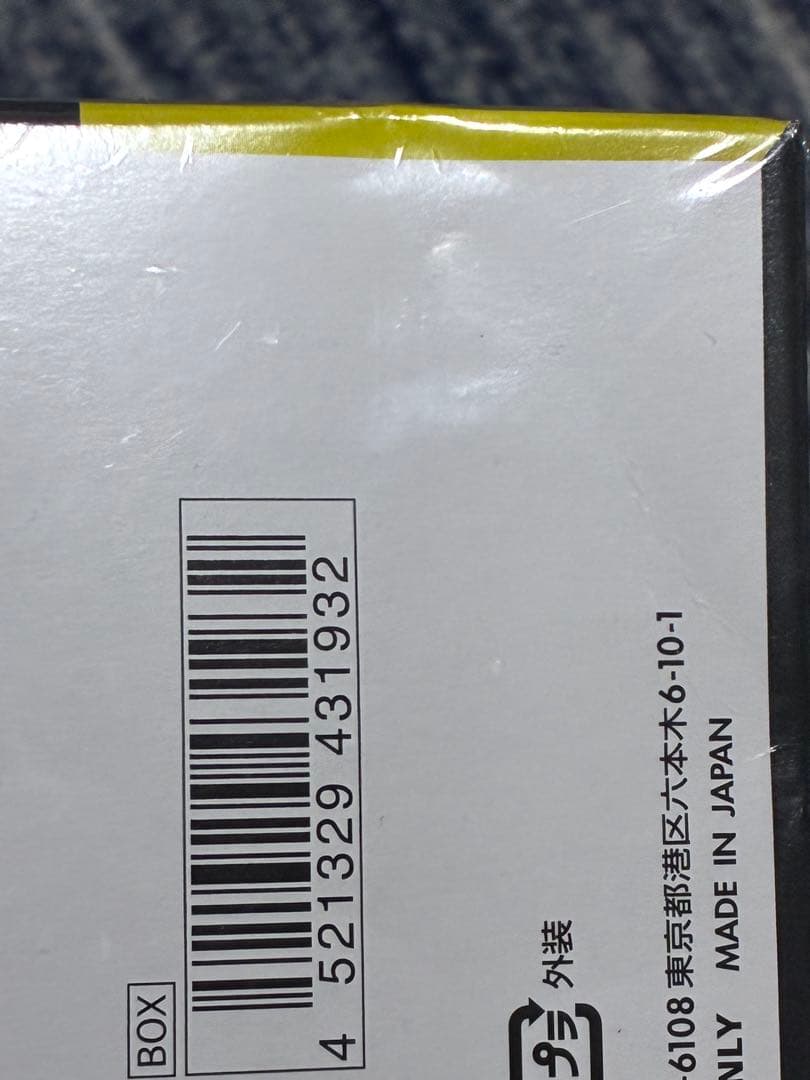 BOX
4 521329 431932
プラ 外装
-6108 東京都港区六本木6-10-1
NLY MADE IN JAPAN